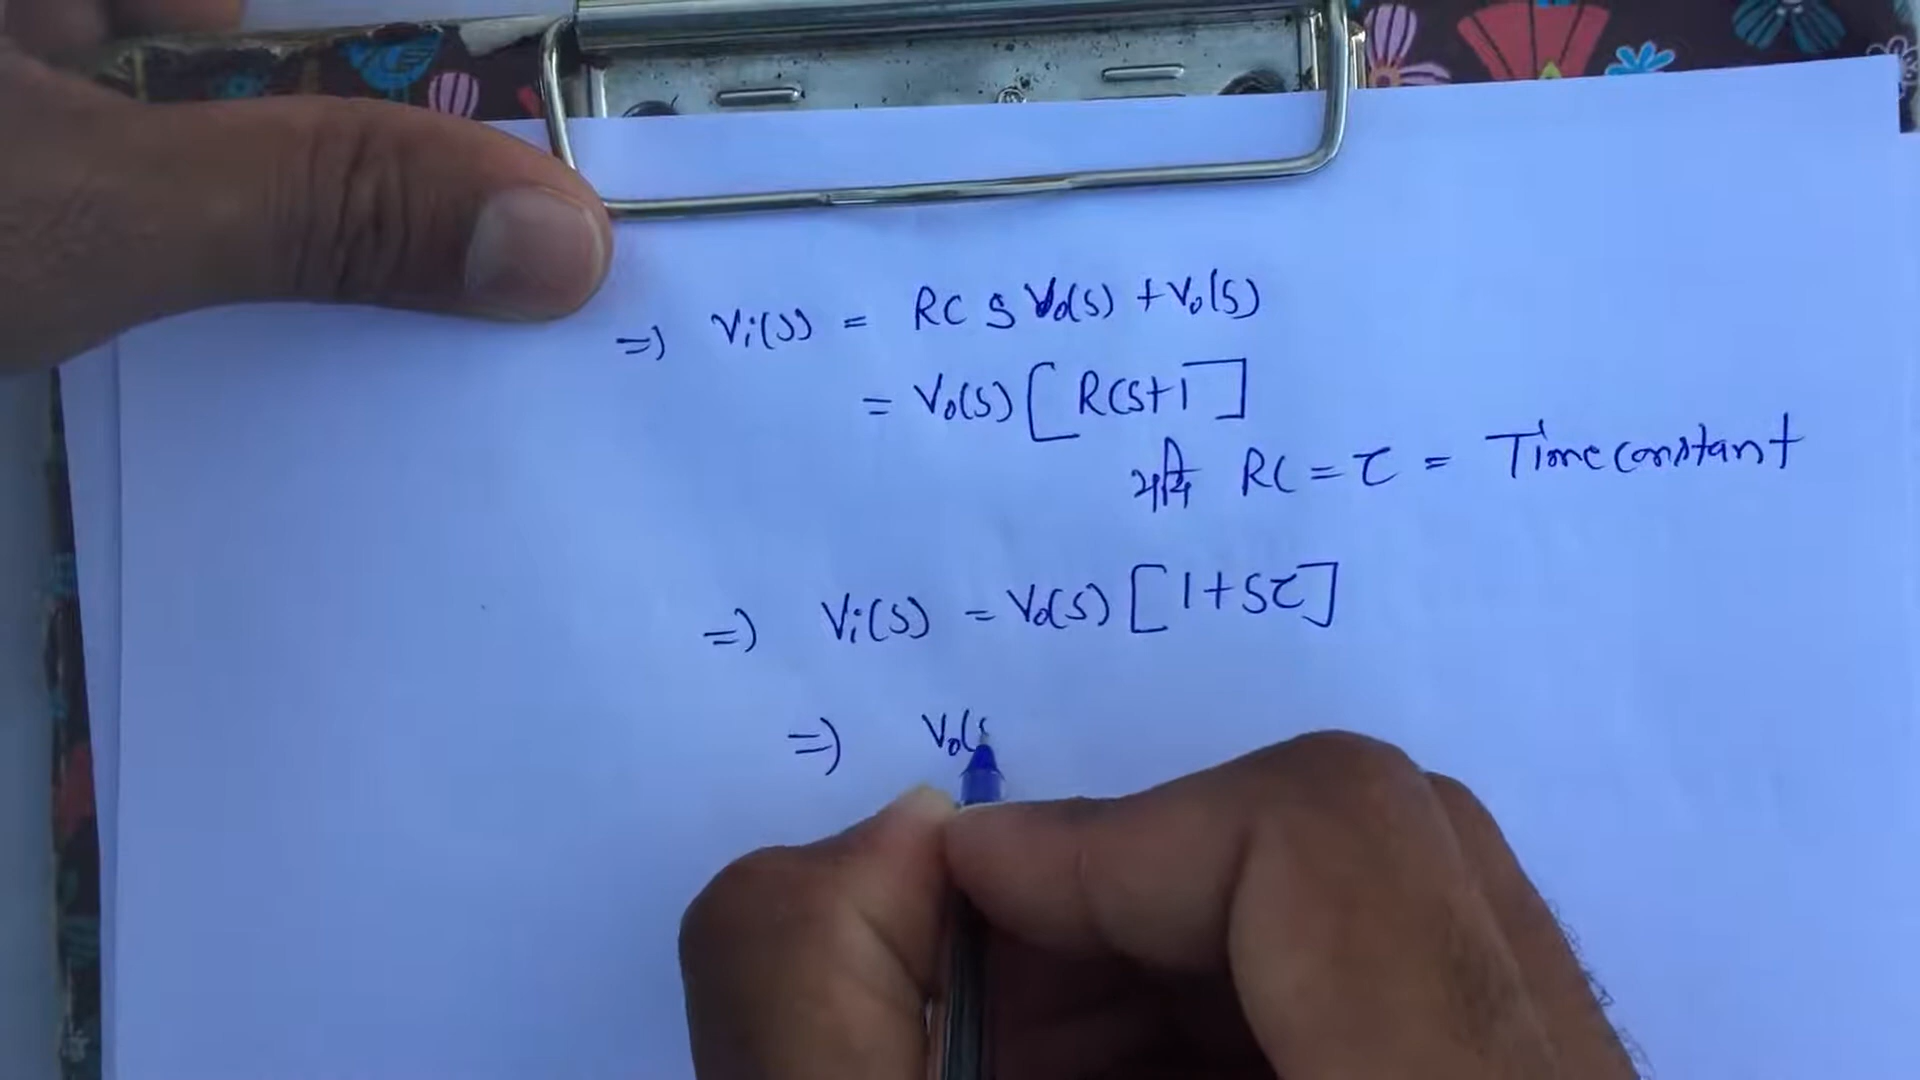 =) Vi(s) = RC S Vo(s) + Vo(s)
= Vo(s) [RCS+1]
यदि RC = τ = Time constant
=) Vi(s) = Vo(s) [1+Sτ]
=) Vo(s